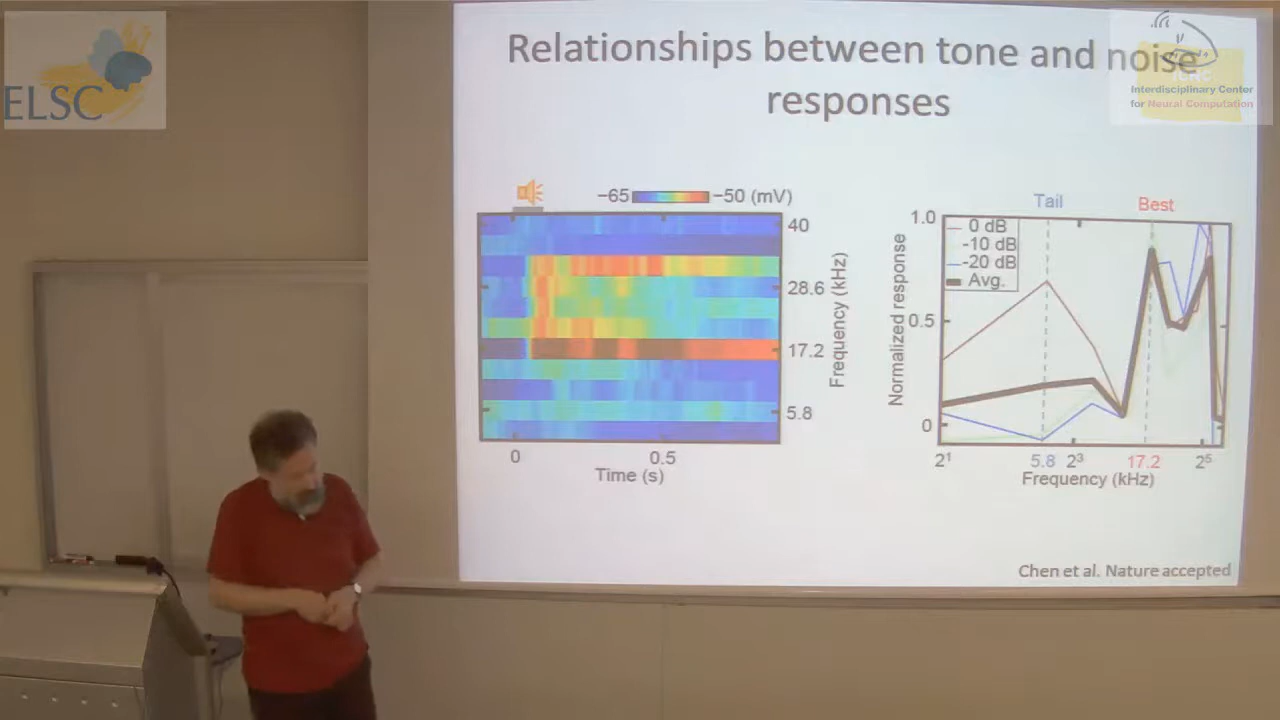 ELSC
Relationships between tone and noise
responses
Interdisciplinary Center
for Neural Computation
−65 −50 (mV)
40
28.6
17.2
5.8
Frequency (kHz)
0 0.5
Time (s)
Tail Best
1.0
0.5
0
Normalized response
0 dB
-10 dB
-20 dB
Avg.
2¹ 5.8 2³ 17.2 2⁵
Frequency (kHz)
Chen et al. Nature accepted